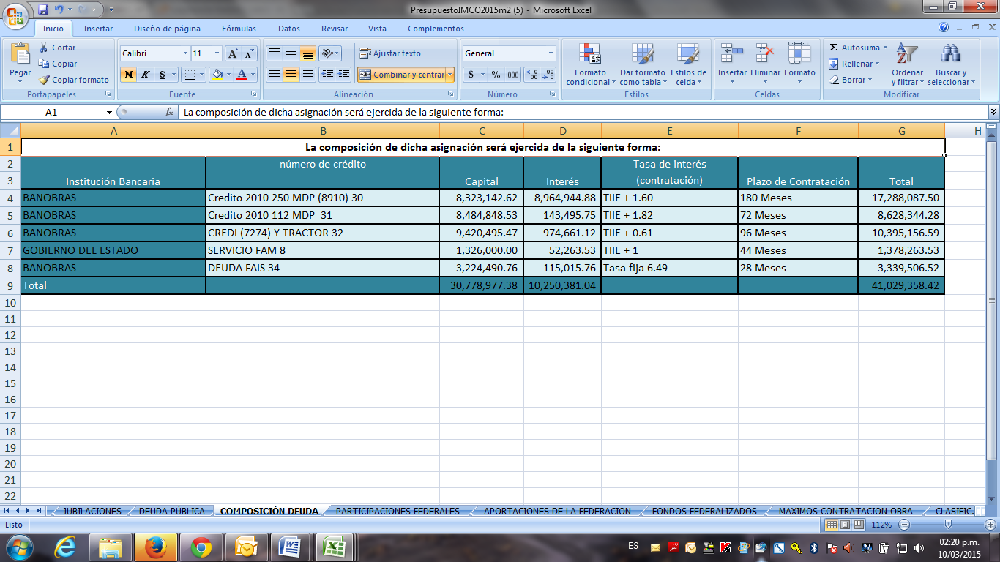 PresupuestoIMCO2015m2 (5) - Microsoft Excel
Inicio Insertar Diseño de página Fórmulas Datos Revisar Vista Complementos
Pegar
Cortar
Copiar
Copiar formato
Portapapeles
Calibri 11
N K S
Fuente
Ajustar texto
Combinar y centrar
Alineación
General
$ % 000
Número
Formato condicional
Dar formato como tabla
Estilos de celda
Estilos
Insertar Eliminar Formato
Celdas
Autosuma
Rellenar
Borrar
Ordenar y filtrar
Buscar y seleccionar
Modificar
A1 fx La composición de dicha asignación será ejercida de la siguiente forma:
A B C D E F G H
1 La composición de dicha asignación será ejercida de la siguiente forma:
2 número de crédito Tasa de interés
3 Institución Bancaria Capital Interés (contratación) Plazo de Contratación Total
4 BANOBRAS Credito 2010 250 MDP (8910) 30 8,323,142.62 8,964,944.88 TIIE + 1.60 180 Meses 17,288,087.50
5 BANOBRAS Credito 2010 112 MDP  31 8,484,848.53 143,495.75 TIIE + 1.82 72 Meses 8,628,344.28
6 BANOBRAS CREDI (7274) Y TRACTOR 32 9,420,495.47 974,661.12 TIIE + 0.61 96 Meses 10,395,156.59
7 GOBIERNO DEL ESTADO SERVICIO FAM 8 1,326,000.00 52,263.53 TIIE + 1 44 Meses 1,378,263.53
8 BANOBRAS DEUDA FAIS 34 3,224,490.76 115,015.76 Tasa fija 6.49 28 Meses 3,339,506.52
9 Total 30,778,977.38 10,250,381.04 41,029,358.42
10
11
12
13
14
15
16
17
18
19
20
21
22
JUBILACIONES DEUDA PÚBLICA COMPOSICIÓN DEUDA PARTICIPACIONES FEDERALES APORTACIONES DE LA FEDERACION FONDOS FEDERALIZADOS MAXIMOS CONTRATACION OBRA CLASIFIC.
Listo 112%
ES 02:20 p.m.
10/03/2015